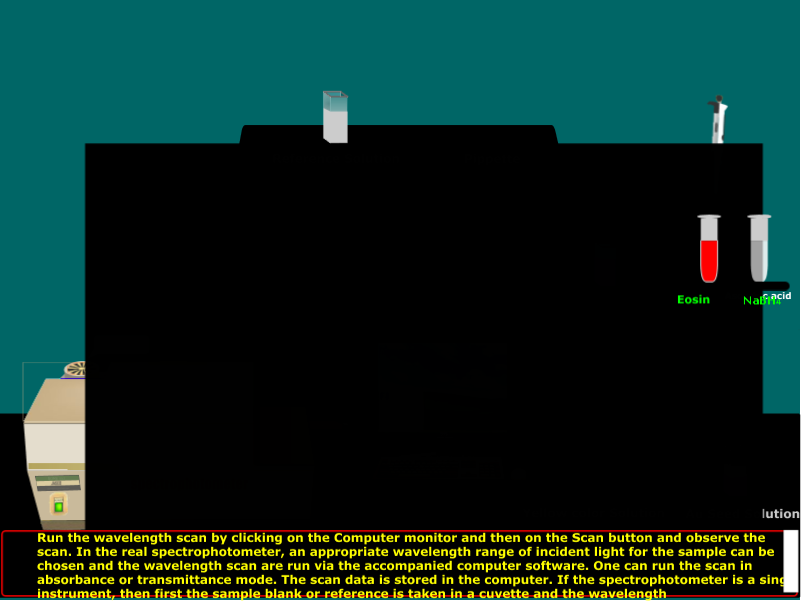 Eosin
acid
lution
Run the wavelength scan by clicking on the Computer monitor and then on the Scan button and observe the
scan. In the real spectrophotometer, an appropriate wavelength range of incident light for the sample can be
chosen and the wavelength scan are run via the accompanied computer software. One can run the scan in
absorbance or transmittance mode. The scan data is stored in the computer. If the spectrophotometer is a sing
instrument, then first the sample blank or reference is taken in a cuvette and the wavelength